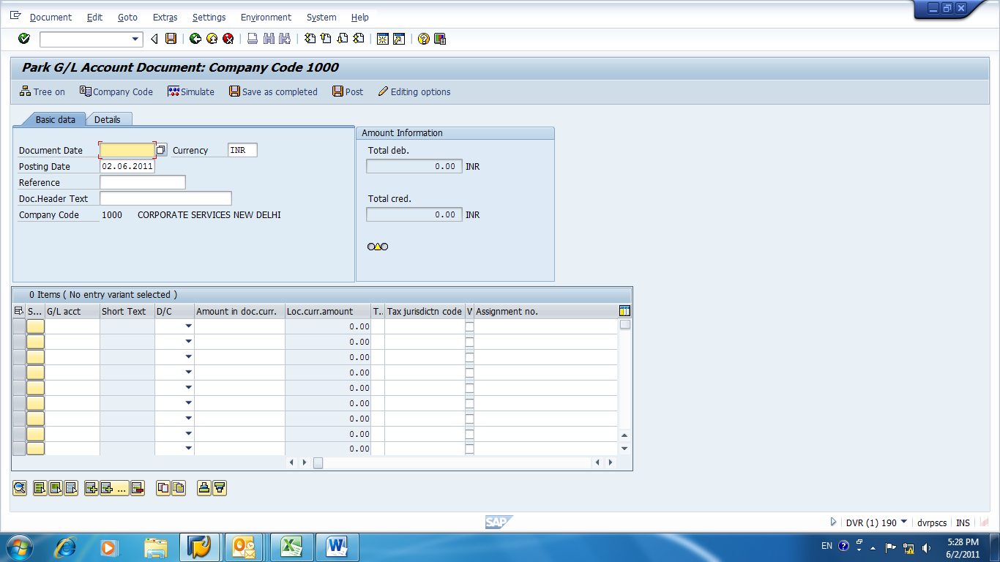 Document Edit Goto Extras Settings Environment System Help
Park G/L Account Document: Company Code 1000
Tree on Company Code Simulate Save as completed Post Editing options
Basic data Details
Amount Information
Document Date Currency INR Total deb.
Posting Date 02.06.2011 0.00 INR
Reference
Doc.Header Text Total cred.
Company Code 1000 CORPORATE SERVICES NEW DELHI 0.00 INR
0 Items ( No entry variant selected )
S... G/L acct Short Text D/C Amount in doc.curr. Loc.curr.amount T.. Tax jurisdictn code V Assignment no.
0.00
0.00
0.00
0.00
0.00
0.00
0.00
0.00
0.00
...
SAP DVR (1) 190 dvrpscs INS
EN 5:28 PM
6/2/2011